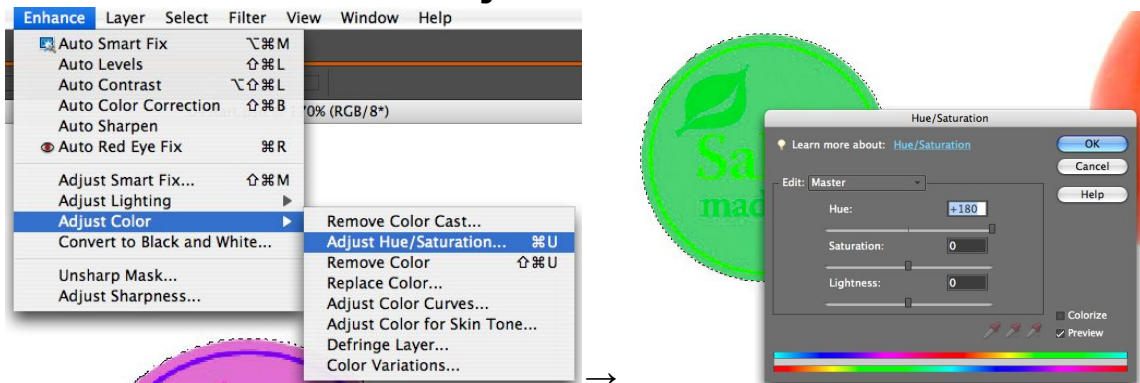 Enhance Layer Select Filter View Window Help
Auto Smart Fix ⌥⌘M
Auto Levels ⇧⌘L
Auto Contrast ⌥⇧⌘L
Auto Color Correction ⇧⌘B
0% (RGB/8*)
Auto Sharpen
Auto Red Eye Fix ⌘R
Adjust Smart Fix... ⇧⌘M
Adjust Lighting
Adjust Color
Convert to Black and White...
Unsharp Mask...
Adjust Sharpness...
Remove Color Cast...
Adjust Hue/Saturation... ⌘U
Remove Color ⇧⌘U
Replace Color...
Adjust Color Curves...
Adjust Color for Skin Tone...
Defringe Layer...
Color Variations...
→
Sal
mad
Hue/Saturation
Learn more about: Hue/Saturation
OK
Cancel
Help
Edit: Master
Hue: +180
Saturation: 0
Lightness: 0
Colorize
Preview